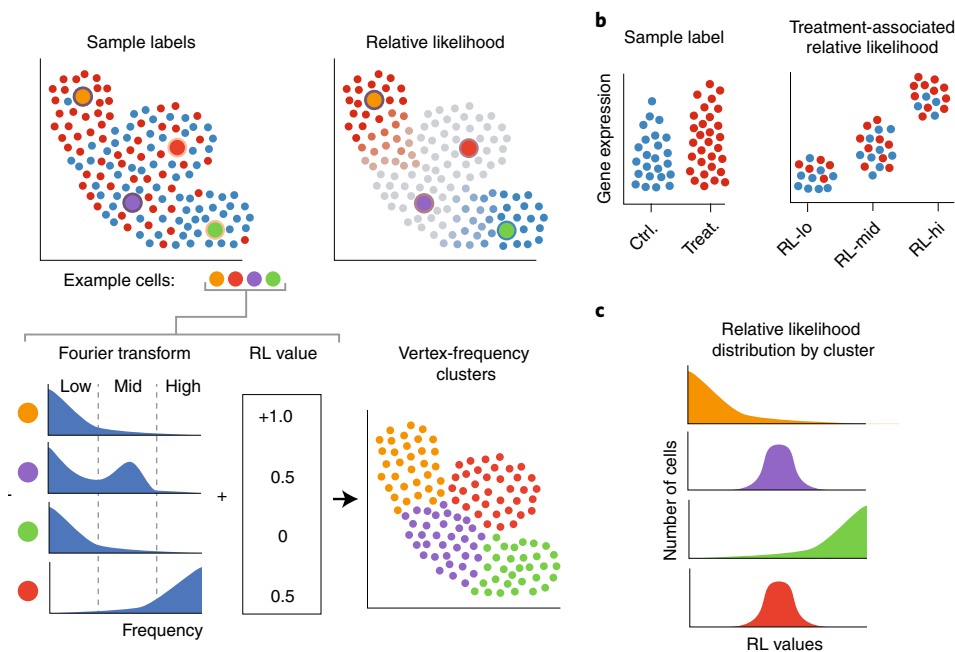 Sample labels
Relative likelihood
Example cells:
Fourier transform
RL value
Low
Mid
High
+1.0
0.5
0
0.5
+
Frequency
Vertex-frequency
clusters
b
Sample label
Treatment-associated
relative likelihood
Gene expression
Ctrl.
Treat.
RL-lo
RL-mid
RL-hi
c
Relative likelihood
distribution by cluster
Number of cells
RL values